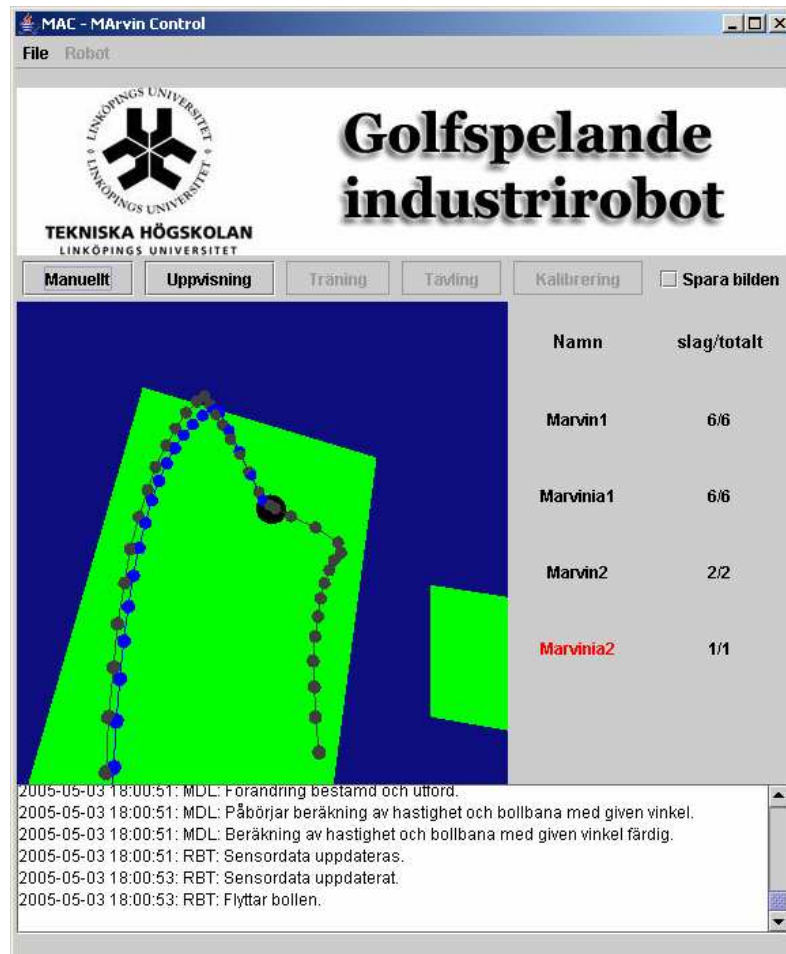 MAC - MArvin Control
File Robot
LINKÖPINGS UNIVERSITET
LINKÖPINGS UNIVERSITET
TEKNISKA HÖGSKOLAN
LINKÖPINGS UNIVERSITET
Golfspelande
industrirobot
Manuellt Uppvisning Träning Tävling Kalibrering Spara bilden
Namn slag/totalt
Marvin1 6/6
Marvinia1 6/6
Marvin2 2/2
Marvinia2 1/1
2005-05-03 18:00:51: MDL: Förändring bestämd och utförd.
2005-05-03 18:00:51: MDL: Påbörjar beräkning av hastighet och bollbana med given vinkel.
2005-05-03 18:00:51: MDL: Beräkning av hastighet och bollbana med given vinkel färdig.
2005-05-03 18:00:51: RBT: Sensordata uppdateras.
2005-05-03 18:00:53: RBT: Sensordata uppdaterat.
2005-05-03 18:00:53: RBT: Flyttar bollen.